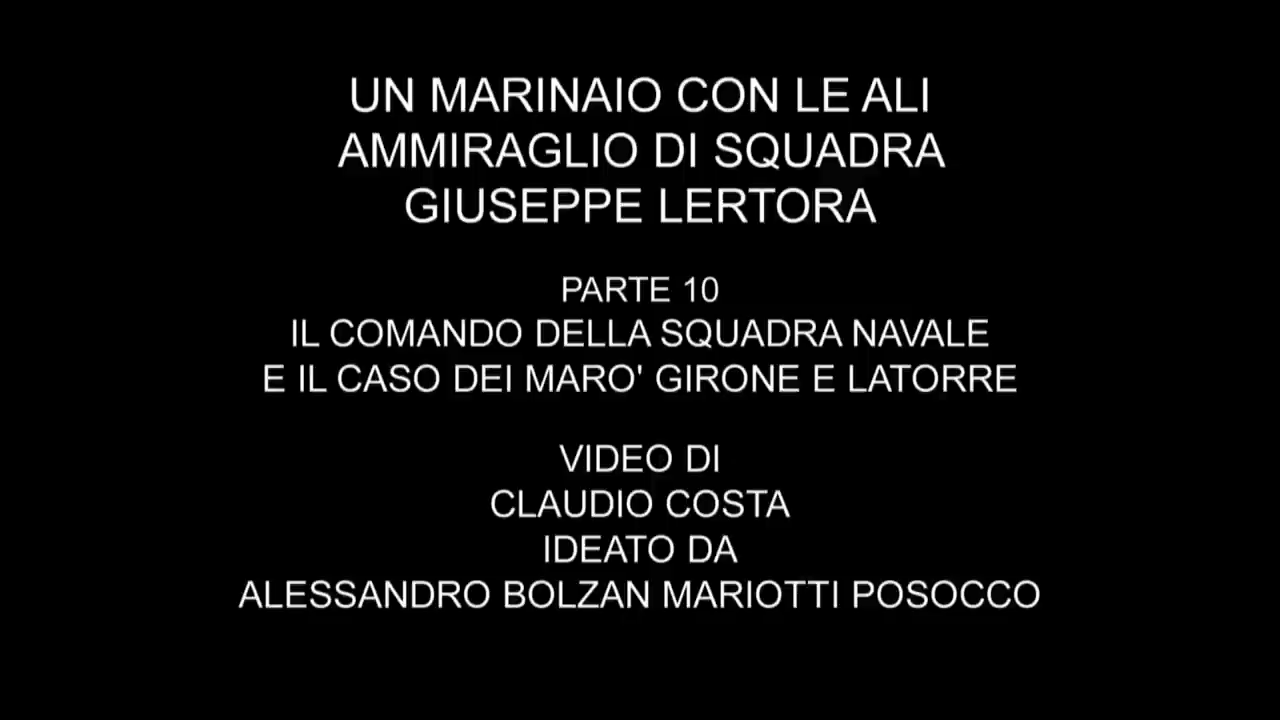 UN MARINAIO CON LE ALI
AMMIRAGLIO DI SQUADRA
GIUSEPPE LERTORA
PARTE 10
IL COMANDO DELLA SQUADRA NAVALE
E IL CASO DEI MARO' GIRONE E LATORRE
VIDEO DI
CLAUDIO COSTA
IDEATO DA
ALESSANDRO BOLZAN MARIOTTI POSOCCO